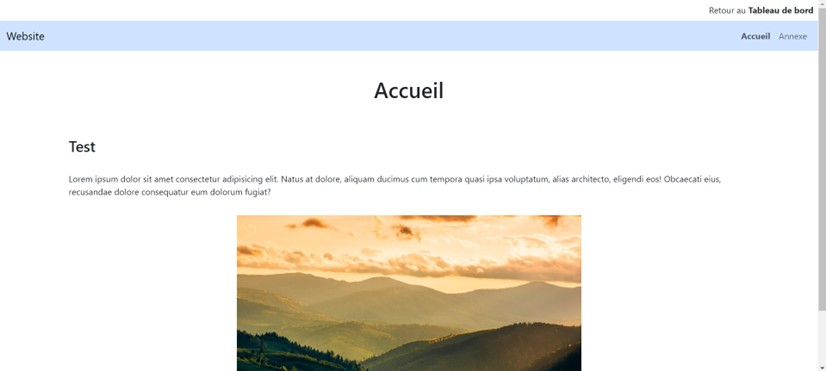 Retour au Tableau de bord
Website
Accueil
Annexe
Accueil
Test
Lorem ipsum dolor sit amet consectetur adipisicing elit. Natus at dolore, aliquam ducimus cum tempora quasi ipsa voluptatum, alias architecto, eligendi eos! Obcaecati eius,
recusandae dolore consequatur eum dolorum fugiat?